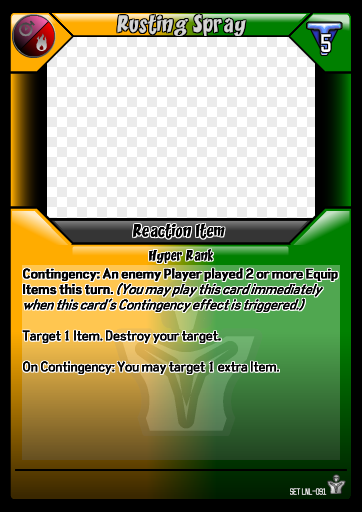 Rusting Spray
5
Reaction Item
Hyper Rank
Contingency: An enemy Player played 2 or more Equip
Items this turn. (You may play this card immediately
when this card's Contingency effect is triggered.)
Target 1 Item. Destroy your target.
On Contingency: You may target 1 extra Item.
SET LNL-091